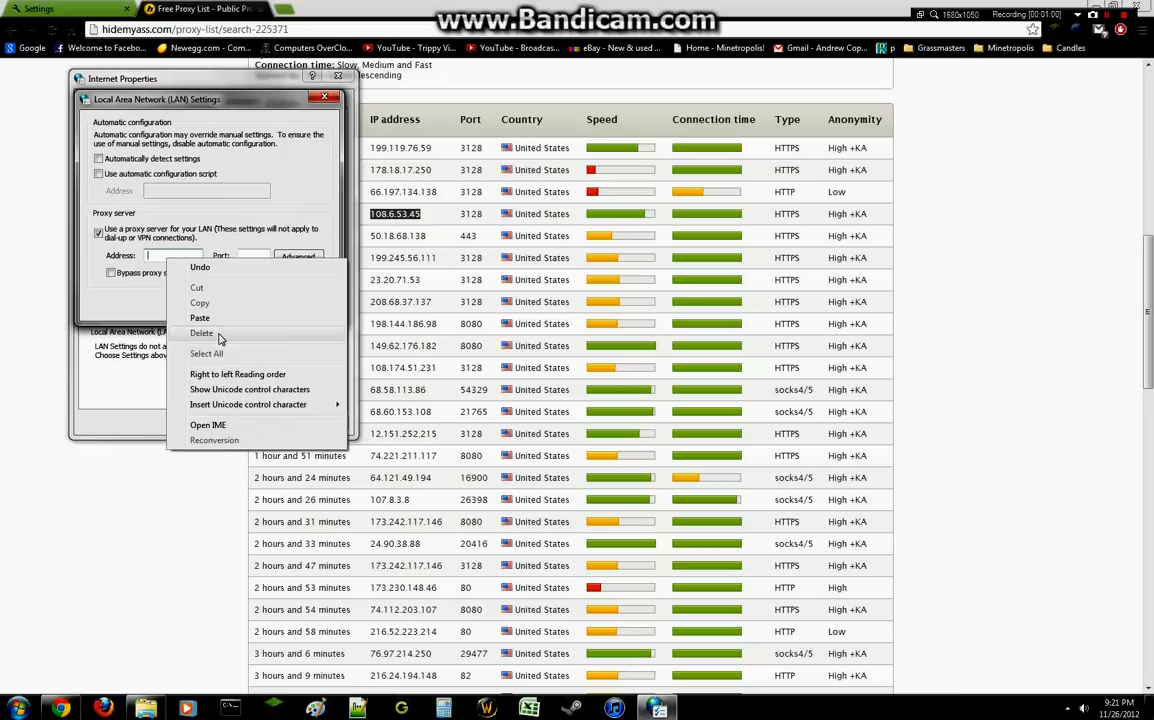 Settings
Free Proxy List - Public Pr
www.Bandicam.com
1680x1050
Recording [00:01:00]
hidemyass.com/proxy-list/search-225371
Google
Welcome to Facebo...
Newegg.com - Comp...
Computers OverClo...
YouTube - Trippy Vi...
YouTube - Broadcas...
eBay - New & used ...
Home - Minetropolis!
Gmail - Andrew Cop...
p
Grassmasters
Minetropolis
Candles
Connection time: Slow, Medium and Fast
escending
Internet Properties
Local Area Network (LAN) Settings
Automatic configuration
Automatic configuration may override manual settings. To ensure the
use of manual settings, disable automatic configuration.
Automatically detect settings
Use automatic configuration script
Address
Proxy server
Use a proxy server for your LAN (These settings will not apply to
dial-up or VPN connections).
Address:
Port:
Advanced
Bypass proxy s
Local Area Network (LA
LAN Settings do not a
Choose Settings abov
Undo
Cut
Copy
Paste
Delete
Select All
Right to left Reading order
Show Unicode control characters
Insert Unicode control character
Open IME
Reconversion
IP address Port Country Speed Connection time Type Anonymity
199.119.76.59 3128 United States HTTPS High +KA
178.18.17.250 3128 United States HTTPS High +KA
66.197.134.138 3128 United States HTTP Low
108.6.53.45 3128 United States HTTPS High +KA
50.18.68.138 443 United States HTTPS High +KA
199.245.56.111 3128 United States HTTPS High +KA
23.20.71.53 3128 United States HTTPS High +KA
208.68.37.137 3128 United States HTTPS High +KA
198.144.186.98 8080 United States HTTPS High +KA
149.62.176.182 8080 United States HTTPS High +KA
108.174.51.231 8080 United States HTTPS High +KA
68.58.113.86 54329 United States socks4/5 High +KA
68.60.153.108 21765 United States socks4/5 High +KA
12.151.252.215 3128 United States HTTPS High +KA
1 hour and 51 minutes 74.221.211.117 8080 United States HTTPS High +KA
2 hours and 24 minutes 64.121.49.194 16900 United States socks4/5 High +KA
2 hours and 26 minutes 107.8.3.8 26398 United States socks4/5 High +KA
2 hours and 31 minutes 173.242.117.146 8080 United States HTTPS High +KA
2 hours and 33 minutes 24.90.38.88 20416 United States socks4/5 High +KA
2 hours and 47 minutes 173.242.117.146 3128 United States HTTPS High +KA
2 hours and 53 minutes 173.230.148.46 80 United States HTTP High
2 hours and 54 minutes 74.112.203.107 8080 United States HTTPS High +KA
2 hours and 58 minutes 216.52.223.214 80 United States HTTP Low
3 hours and 6 minutes 76.97.214.250 29477 United States socks4/5 High +KA
3 hours and 9 minutes 216.24.194.148 82 United States HTTPS High +KA
9:21 PM
11/26/2012